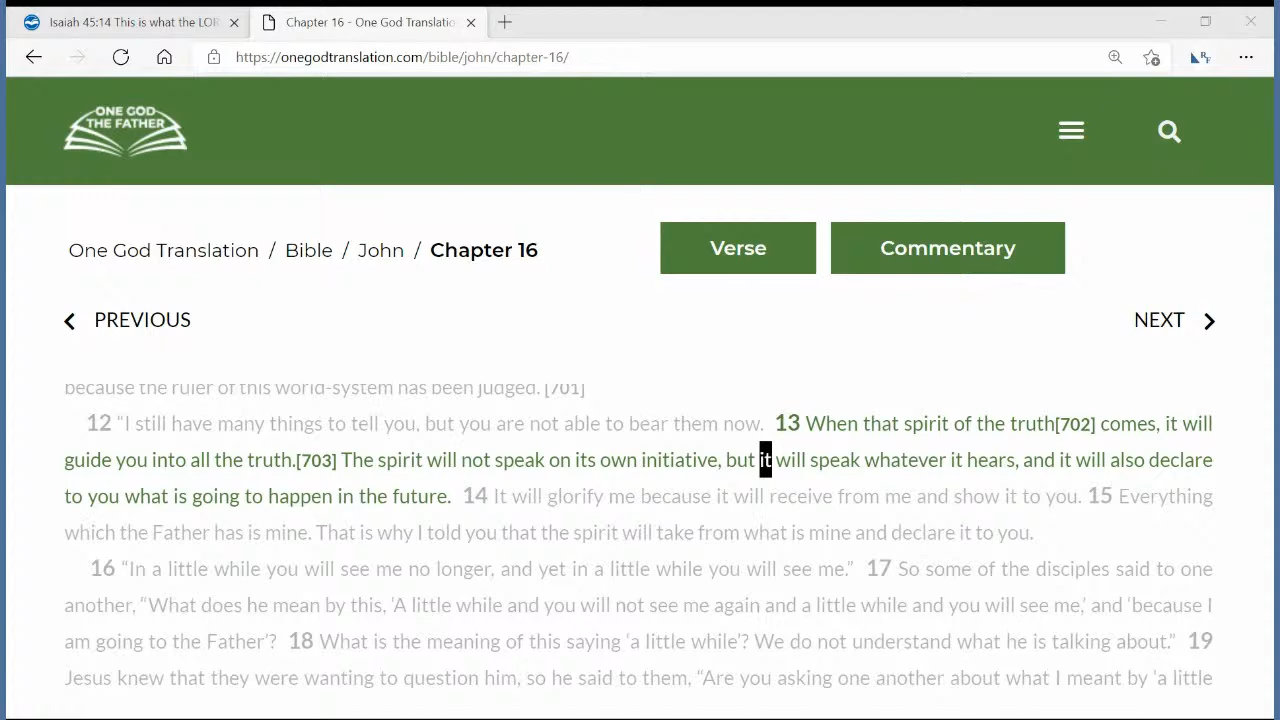 Isaiah 45:14 This is what the LOR
Chapter 16 - One God Translatio
https://onegodtranslation.com/bible/john/chapter-16/
RF
ONE GOD
THE FATHER
One God Translation / Bible / John / Chapter 16
Verse
Commentary
PREVIOUS
NEXT
because the ruler of this world-system has been judged. [701]
12 “I still have many things to tell you, but you are not able to bear them now. 13 When that spirit of the truth[702] comes, it will
guide you into all the truth.[703] The spirit will not speak on its own initiative, but it will speak whatever it hears, and it will also declare
to you what is going to happen in the future. 14 It will glorify me because it will receive from me and show it to you. 15 Everything
which the Father has is mine. That is why I told you that the spirit will take from what is mine and declare it to you.
16 “In a little while you will see me no longer, and yet in a little while you will see me.” 17 So some of the disciples said to one
another, “What does he mean by this, ‘A little while and you will not see me again and a little while and you will see me,’ and ‘because I
am going to the Father’? 18 What is the meaning of this saying ‘a little while’? We do not understand what he is talking about.” 19
Jesus knew that they were wanting to question him, so he said to them, “Are you asking one another about what I meant by ‘a little